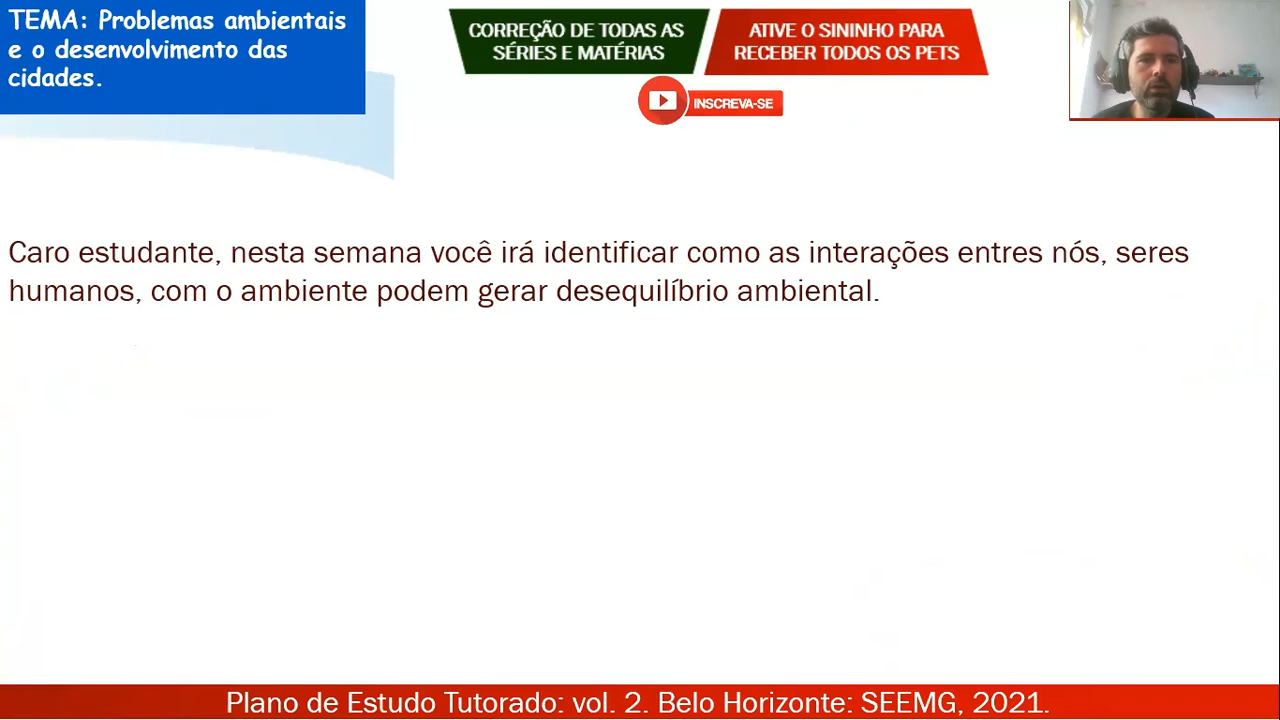 TEMA: Problemas ambientais
e o desenvolvimento das
cidades.
CORREÇÃO DE TODAS AS
SÉRIES E MATÉRIAS
ATIVE O SININHO PARA
RECEBER TODOS OS PETS
INSCREVA-SE
Caro estudante, nesta semana você irá identificar como as interações entres nós, seres
humanos, com o ambiente podem gerar desequilíbrio ambiental.
Plano de Estudo Tutorado: vol. 2. Belo Horizonte: SEEMG, 2021.